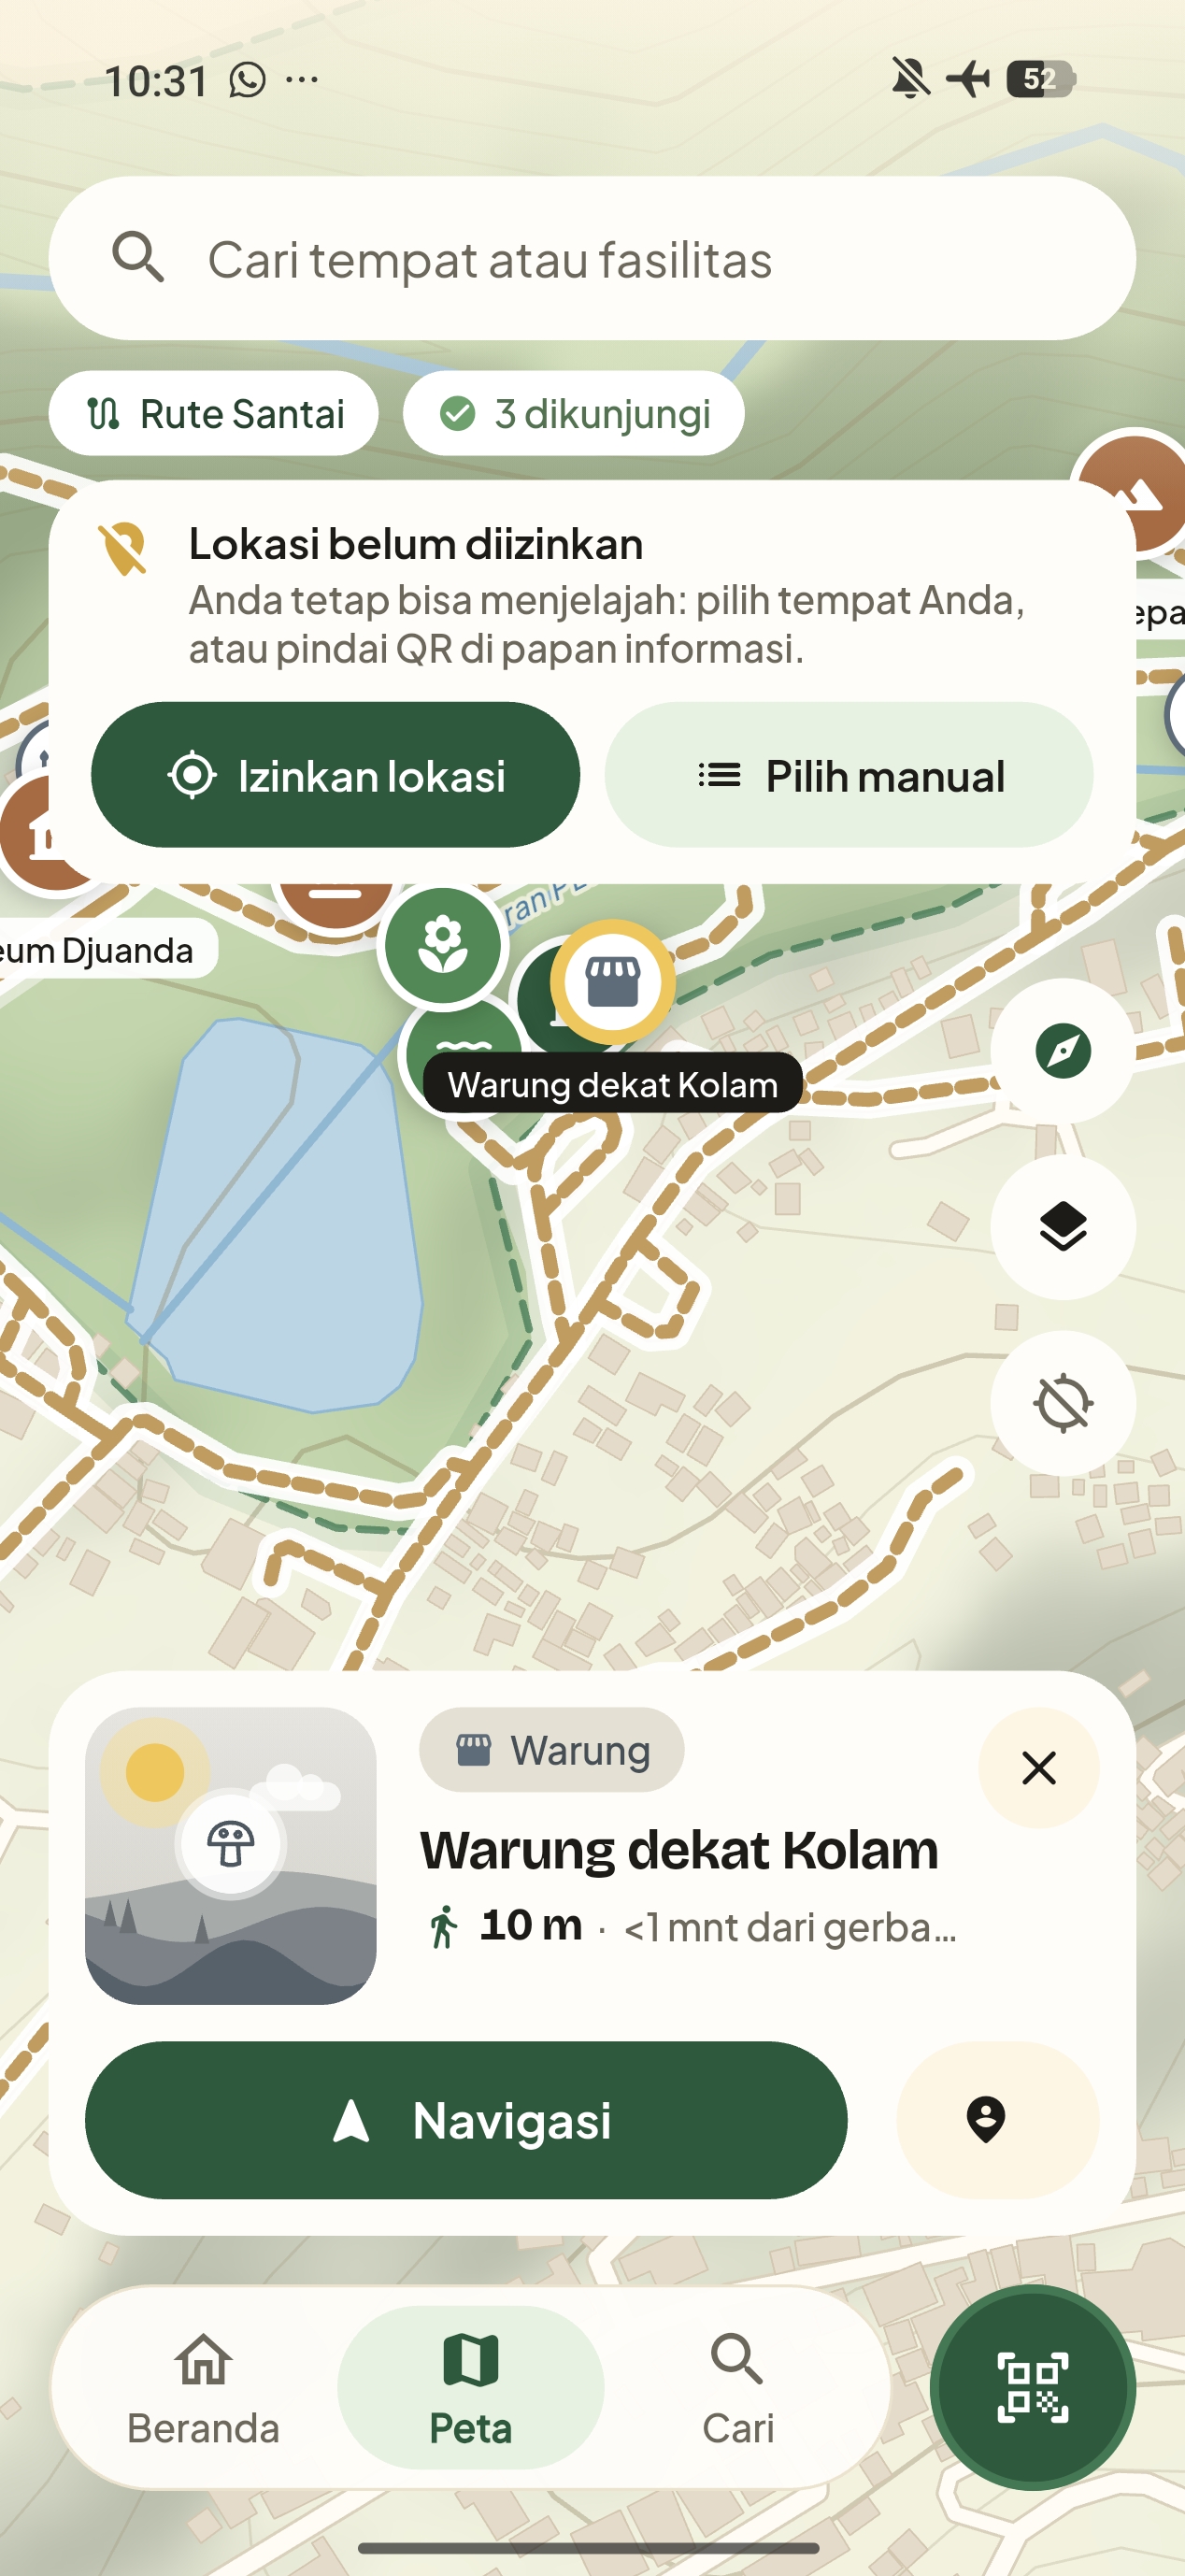 10:31
52
Cari tempat atau fasilitas
Rute Santai
3 dikunjungi
Lokasi belum diizinkan
Anda tetap bisa menjelajah: pilih tempat Anda,
atau pindai QR di papan informasi.
Izinkan lokasi
Pilih manual
Djuanda
Warung dekat Kolam
Warung
Warung dekat Kolam
10 m · <1 mnt dari gerba...
Navigasi
Beranda
Peta
Cari